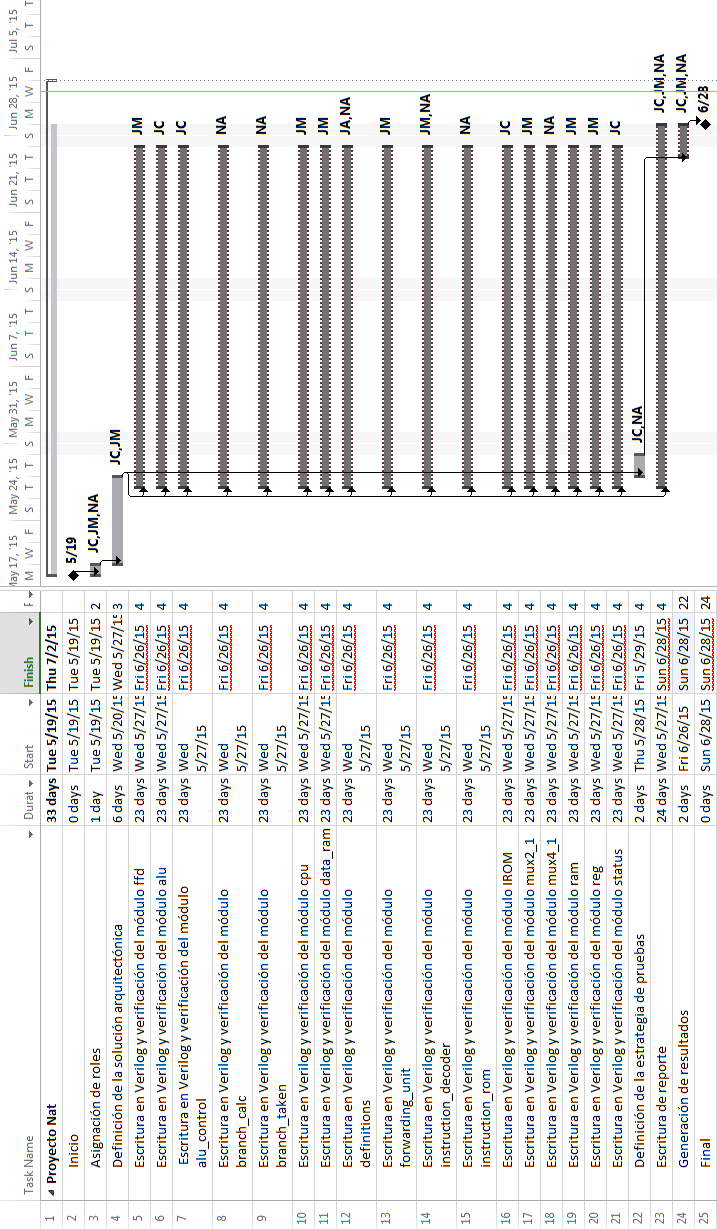 May 17, '15 May 24, '15 May 31, '15 Jun 7, '15 Jun 14, '15 Jun 21, '15 Jun 28, '15 Jul 5, '15
Task Name Durat Start Finish M W F S T T S M W F S T T S M W F S T T S M W F S T T
1 Proyecto Nat 33 days Tue 5/19/15 Thu 7/2/15
2 Inicio 0 days Tue 5/19/15 Tue 5/19/15 5/19
3 Asignación de roles 1 day Tue 5/19/15 Tue 5/19/15 2 JC,JM,NA
4 Definición de la solución arquitectónica 6 days Wed 5/20/15 Wed 5/27/15 3 JC,JM
5 Escritura en Verilog y verificación del módulo ffd 23 days Wed 5/27/15 Fri 6/26/15 4 JM
6 Escritura en Verilog y verificación del módulo alu 23 days Wed 5/27/15 Fri 6/26/15 4 JC
7 Escritura en Verilog y verificación del módulo 23 days Wed Fri 6/26/15 4 JC
alu_control 5/27/15
8 Escritura en Verilog y verificación del módulo 23 days Wed Fri 6/26/15 4 NA
branch_calc 5/27/15
9 Escritura en Verilog y verificación del módulo 23 days Wed Fri 6/26/15 4 NA
branch_taken 5/27/15
10 Escritura en Verilog y verificación del módulo cpu 23 days Wed 5/27/15 Fri 6/26/15 4 JM
11 Escritura en Verilog y verificación del módulo data_ram 23 days Wed 5/27/15 Fri 6/26/15 4 JM
12 Escritura en Verilog y verificación del módulo 23 days Wed Fri 6/26/15 4 JA,NA
definitions 5/27/15
13 Escritura en Verilog y verificación del módulo 23 days Wed Fri 6/26/15 4 JM
forwarding_unit 5/27/15
14 Escritura en Verilog y verificación del módulo 23 days Wed Fri 6/26/15 4 JM,NA
instruction_decoder 5/27/15
15 Escritura en Verilog y verificación del módulo 23 days Wed Fri 6/26/15 4 NA
instruction_rom 5/27/15
16 Escritura en Verilog y verificación del módulo IROM 23 days Wed 5/27/15 Fri 6/26/15 4 JC
17 Escritura en Verilog y verificación del módulo mux2_1 23 days Wed 5/27/15 Fri 6/26/15 4 JM
18 Escritura en Verilog y verificación del módulo mux4_1 23 days Wed 5/27/15 Fri 6/26/15 4 NA
19 Escritura en Verilog y verificación del módulo ram 23 days Wed 5/27/15 Fri 6/26/15 4 JM
20 Escritura en Verilog y verificación del módulo reg 23 days Wed 5/27/15 Fri 6/26/15 4 JM
21 Escritura en Verilog y verificación del módulo status 23 days Wed 5/27/15 Fri 6/26/15 4 JC
22 Definición de la estrategia de pruebas 2 days Thu 5/28/15 Fri 5/29/15 4 JC,NA
23 Escritura de reporte 24 days Wed 5/27/15 Sun 6/28/15 4 JC,JM,NA
24 Generación de resultados 2 days Fri 6/26/15 Sun 6/28/15 22 JC,JM,NA
25 Final 0 days Sun 6/28/15 Sun 6/28/15 24 6/28